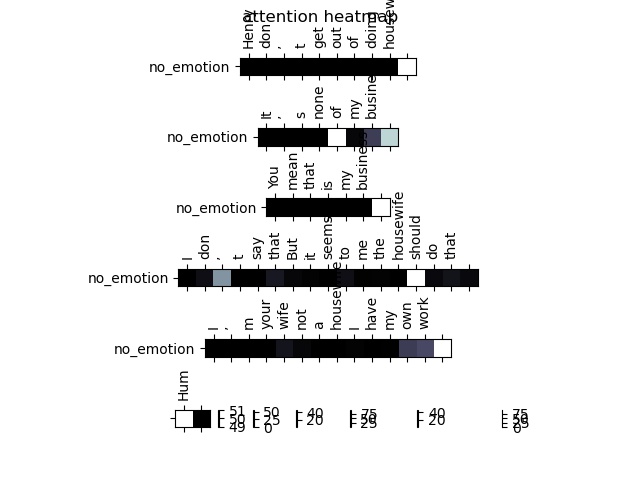 attention heatmap
Henry don , t get out of doing
no_emotion
It , s none of my
no_emotion
You mean that is my business
no_emotion
I don , t say that But it seems to me the housewife should do that
no_emotion
I , m your wife not a I have my own work
no_emotion
Hum
51 50 40 75 40 75
50 25 20 50 20 50
49 0 25 25
0